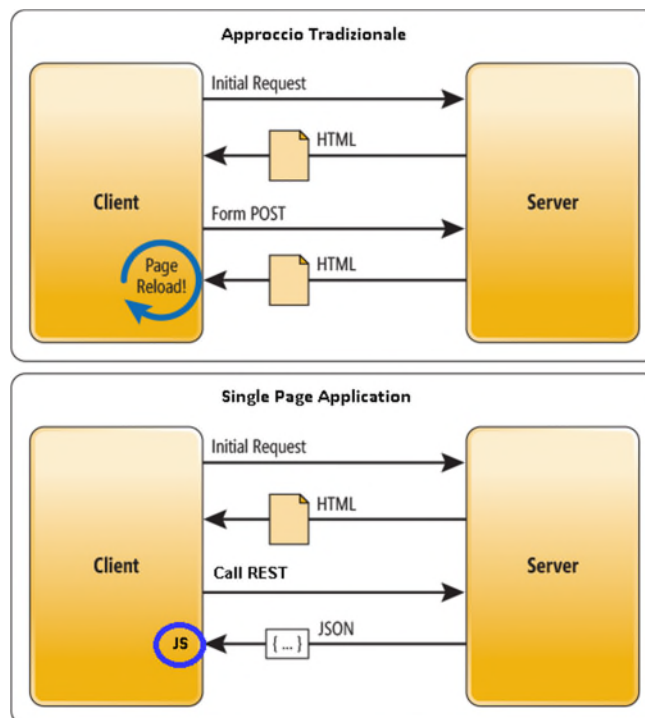 Approccio Tradizionale
Initial Request
HTML
Client
Server
Form POST
HTML
Page
Reload!
Single Page Application
Initial Request
HTML
Client
Server
Call REST
JSON
JS
{ ... }